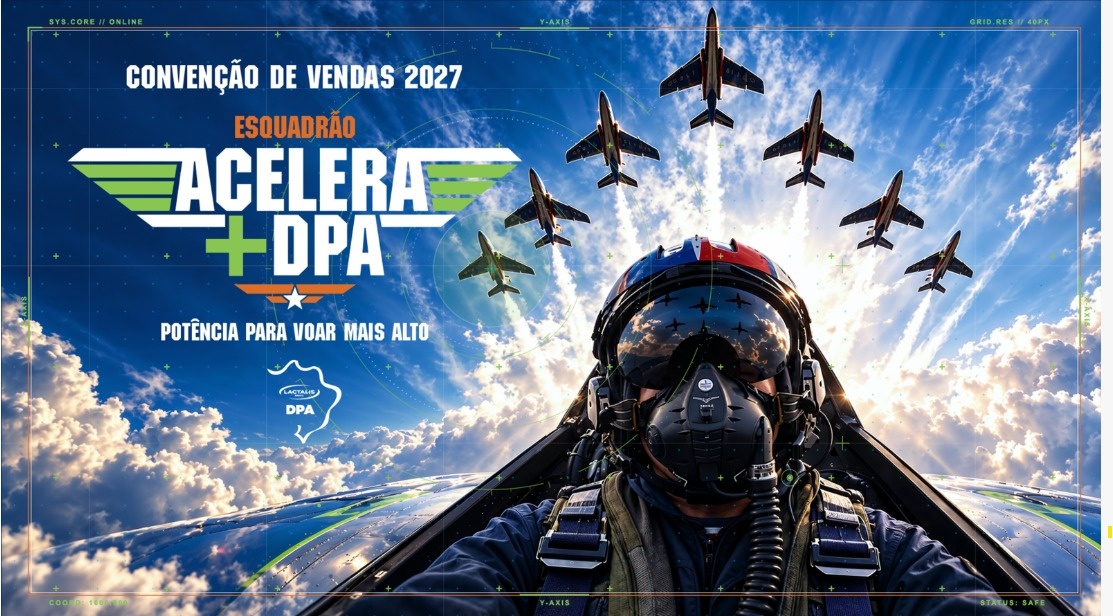 SYS.CORE // ONLINE
Y-AXIS
GRID.RES // 40PX
CONVENÇÃO DE VENDAS 2027
ESQUADRÃO
ACELERA
+DPA
POTÊNCIA PARA VOAR MAIS ALTO
LACTALIS
DPA
Y-AXIS
STATUS: SAFE